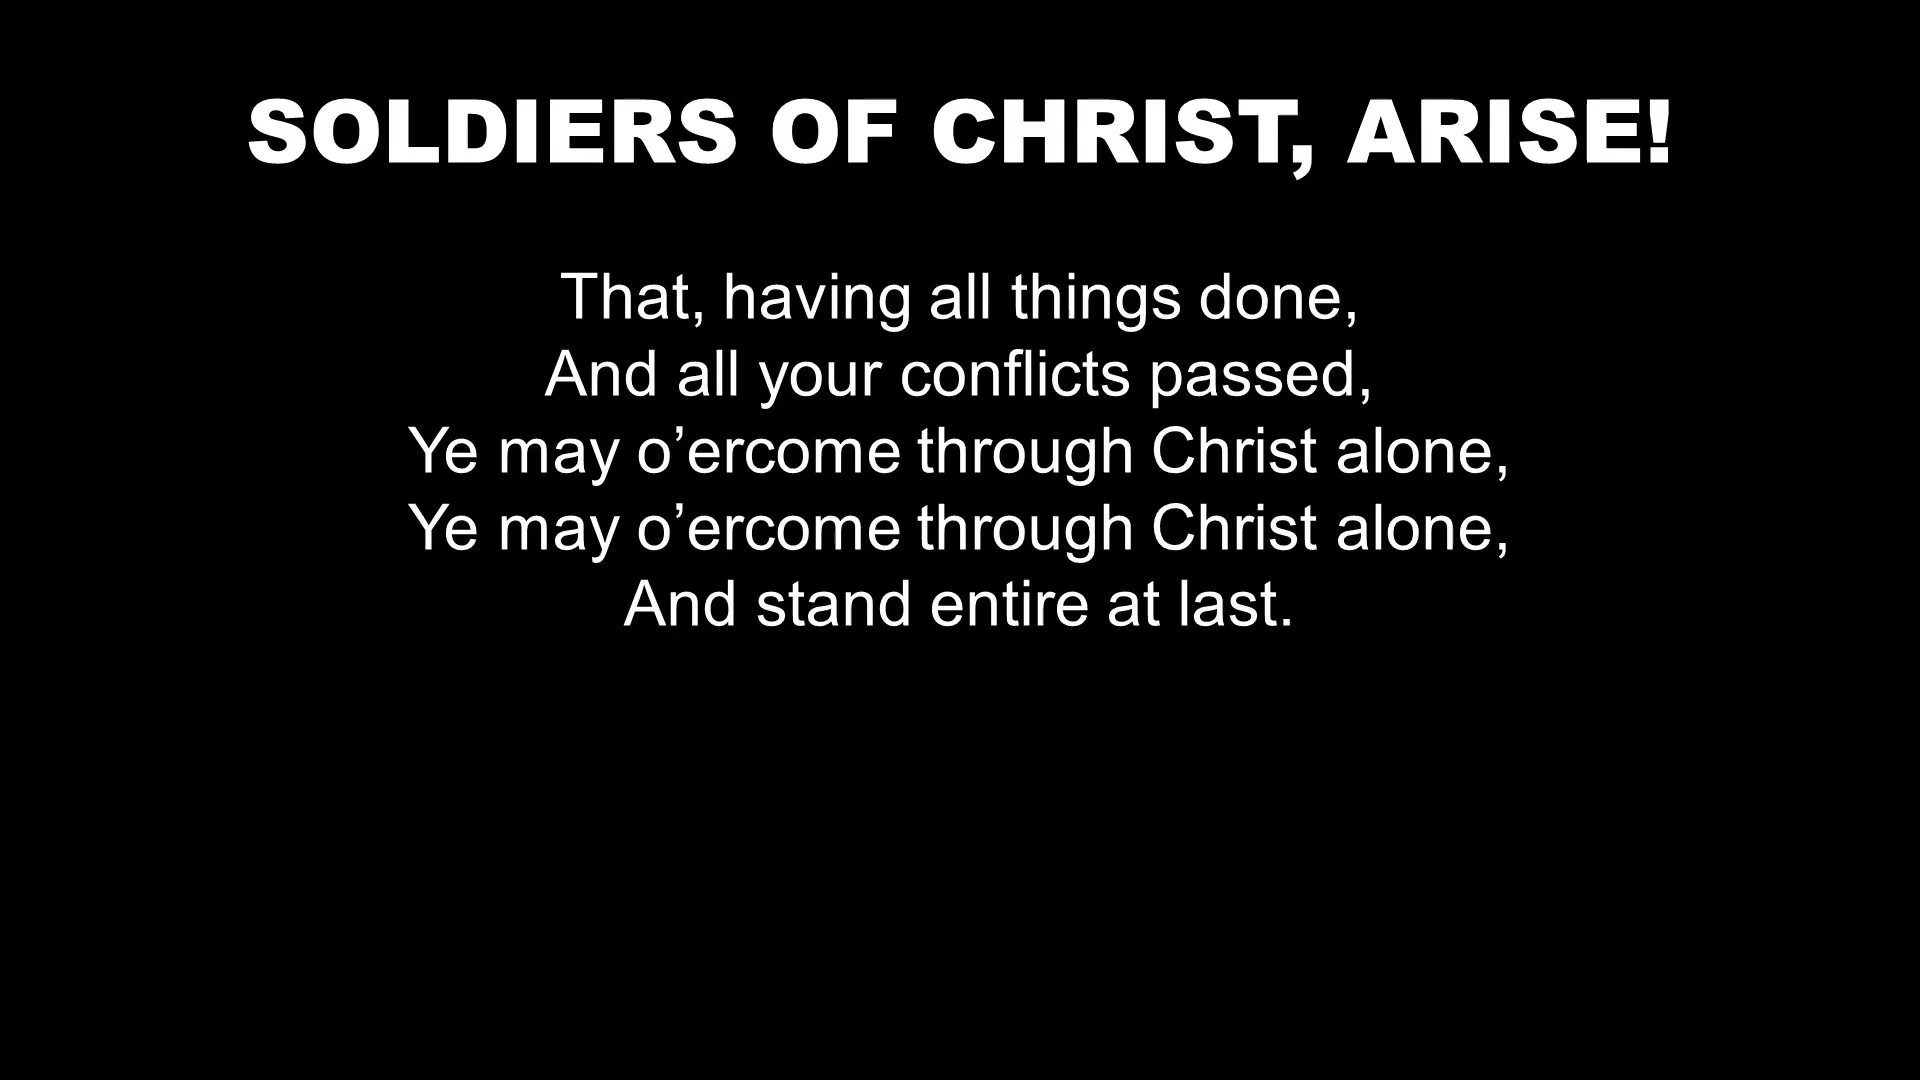 SOLDIERS OF CHRIST, ARISE!
That, having all things done,
And all your conflicts passed,
Ye may o’ercome through Christ alone,
Ye may o’ercome through Christ alone,
And stand entire at last.